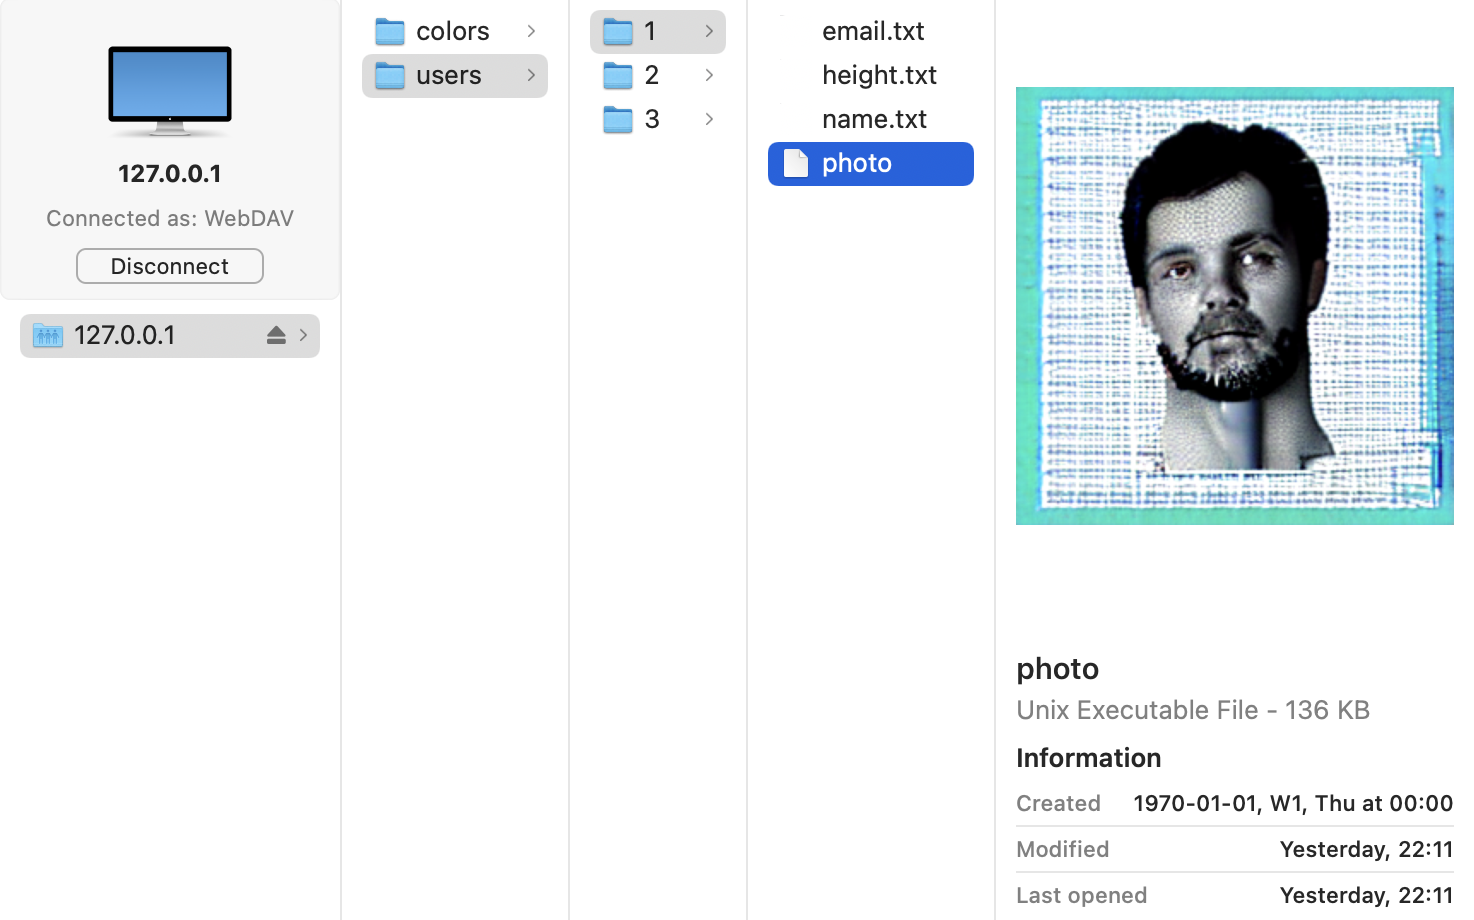 127.0.0.1
Connected as: WebDAV
Disconnect
127.0.0.1
colors
users
1
2
3
email.txt
height.txt
name.txt
photo
photo
Unix Executable File - 136 KB
Information
Created 1970-01-01, W1, Thu at 00:00
Modified Yesterday, 22:11
Last opened Yesterday, 22:11